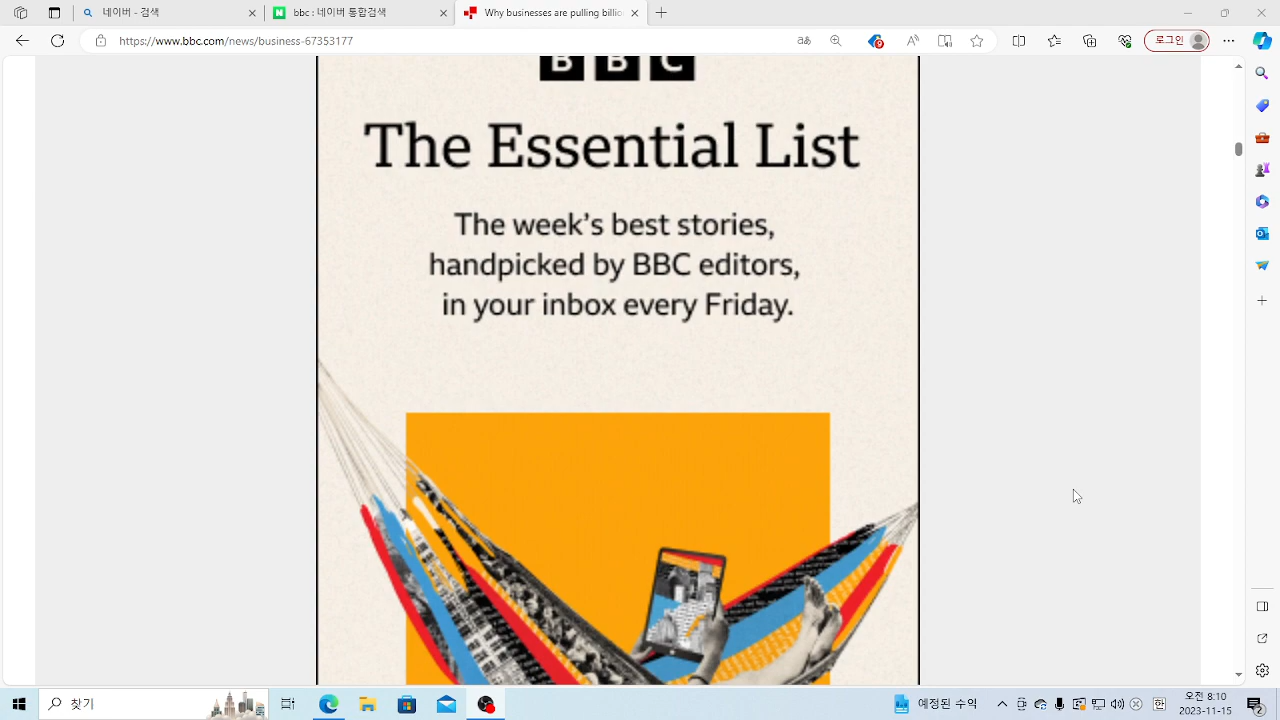 네이버 - 검색
bbc : 네이버 통합검색
Why businesses are pulling billio
https://www.bbc.com/news/business-67353177
가あ
로그인
BBC
The Essential List
The week's best stories,
handpicked by BBC editors,
in your inbox every Friday.
찾기
예정된 수익
오전 8:10
2023-11-15
2